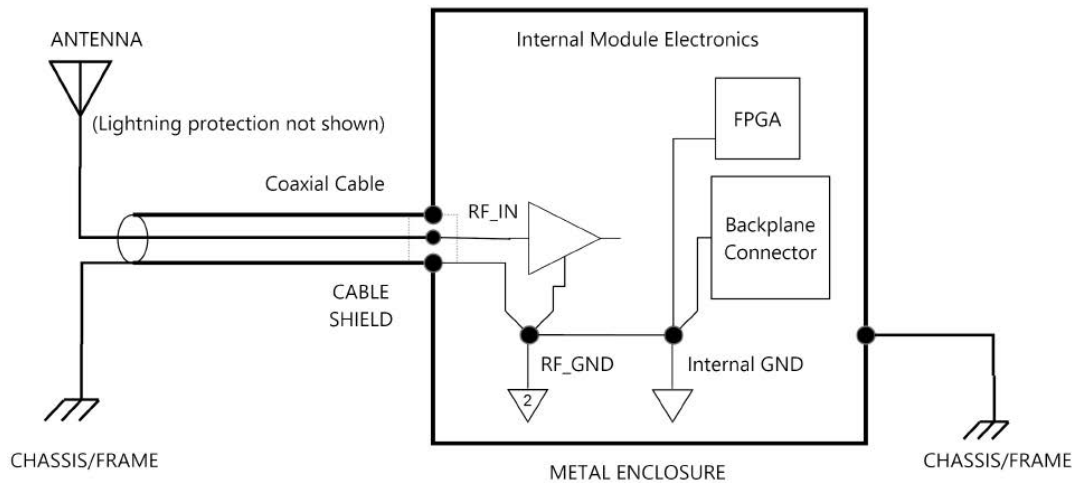 ANTENNA
Internal Module Electronics
(Lightning protection not shown)
FPGA
Coaxial Cable
RF_IN
Backplane
Connector
CABLE
SHIELD
RF_GND
Internal GND
2
CHASSIS/FRAME
METAL ENCLOSURE
CHASSIS/FRAME